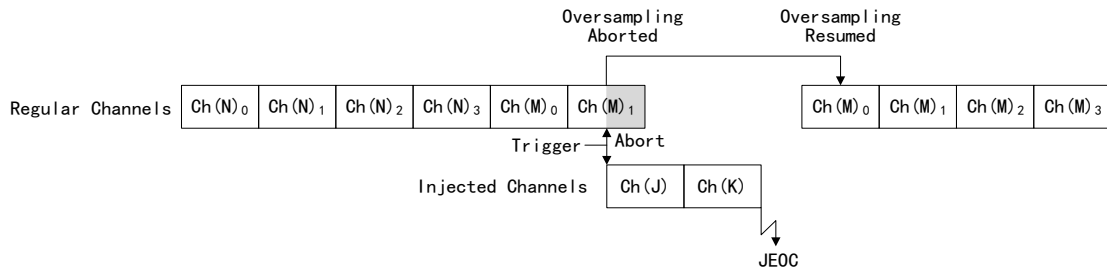 Oversampling Aborted
Oversampling Resumed
Regular Channels
Ch(N)₀ Ch(N)₁ Ch(N)₂ Ch(N)₃ Ch(M)₀ Ch(M)₁
Ch(M)₀ Ch(M)₁ Ch(M)₂ Ch(M)₃
Trigger
Abort
Injected Channels
Ch(J) Ch(K)
JEOC